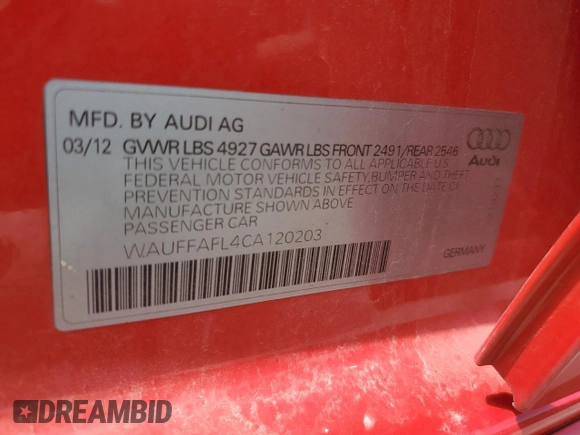 MFD. BY AUDI AG
03/12 GVWR LBS 4927 GAWR LBS FRONT 2491/REAR 2546
THIS VEHICLE CONFORMS TO ALL APPLICABLE U.S.
FEDERAL MOTOR VEHICLE SAFETY,BUMPER AND THEFT
PREVENTION STANDARDS IN EFFECT ON THE DATE OF
MANUFACTURE SHOWN ABOVE
PASSENGER CAR
WAUFFAFL4CA120203
Audi
GERMANY
DREAMBID